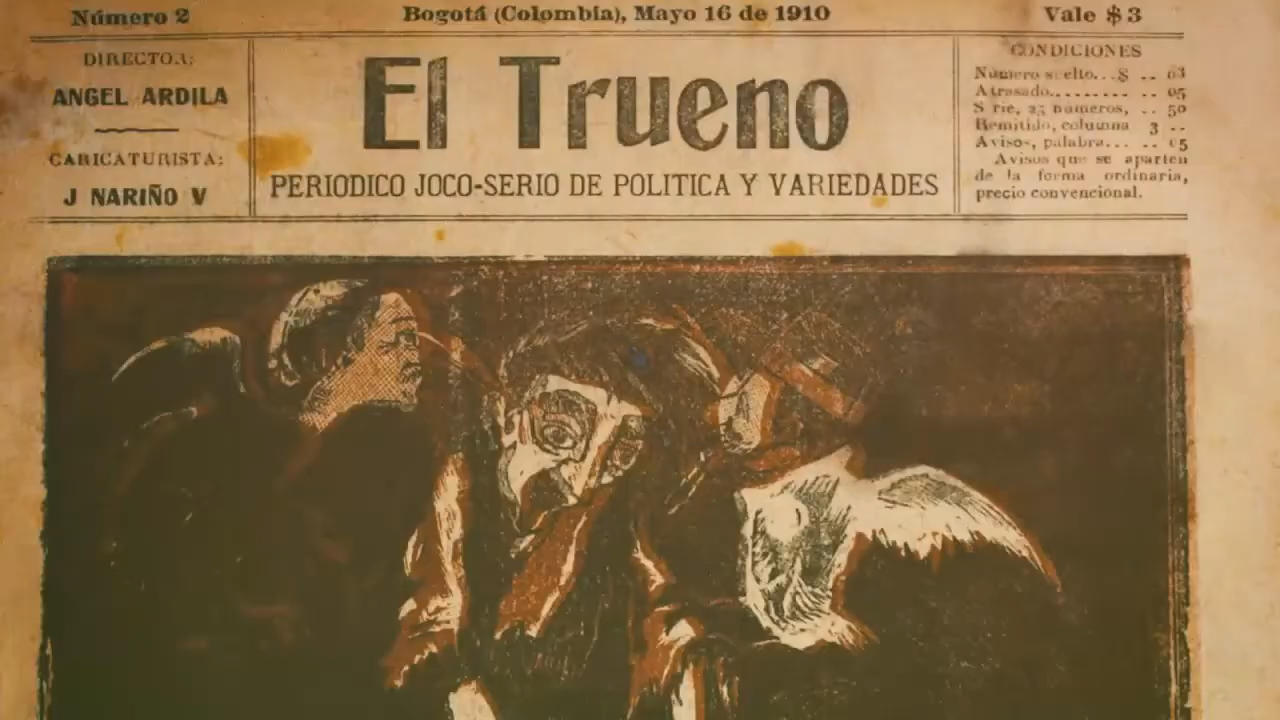 Número 2
Bogotá (Colombia), Mayo 16 de 1910
Vale $ 3
DIRECTOR:
ANGEL ARDILA
CARICATURISTA:
J NARIÑO V
El Trueno
PERIODICO JOCO-SERIO DE POLITICA Y VARIEDADES
CONDICIONES
Número suelto...$ .. 03
Atrasado......... .. 05
Serie, 25 números, .. 50
Remitido, columna 3 ..
Avisos, palabra... .. 05
Avisos que se aparten
de la forma ordinaria,
precio convencional.